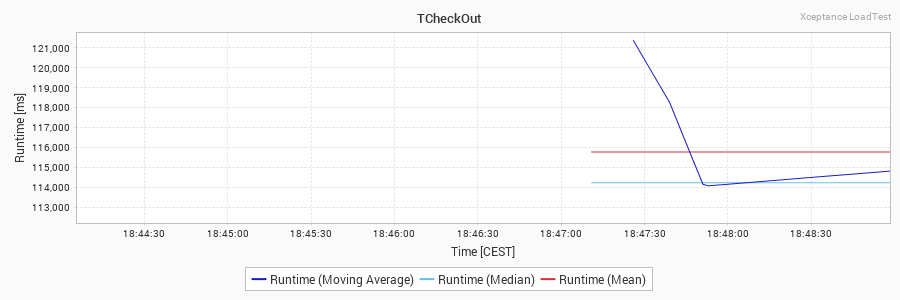 TCheckOut
Xceptance LoadTest
Runtime [ms]
121,000
120,000
119,000
118,000
117,000
116,000
115,000
114,000
113,000
18:44:30 18:45:00 18:45:30 18:46:00 18:46:30 18:47:00 18:47:30 18:48:00 18:48:30
Time [CEST]
Runtime (Moving Average) Runtime (Median) Runtime (Mean)